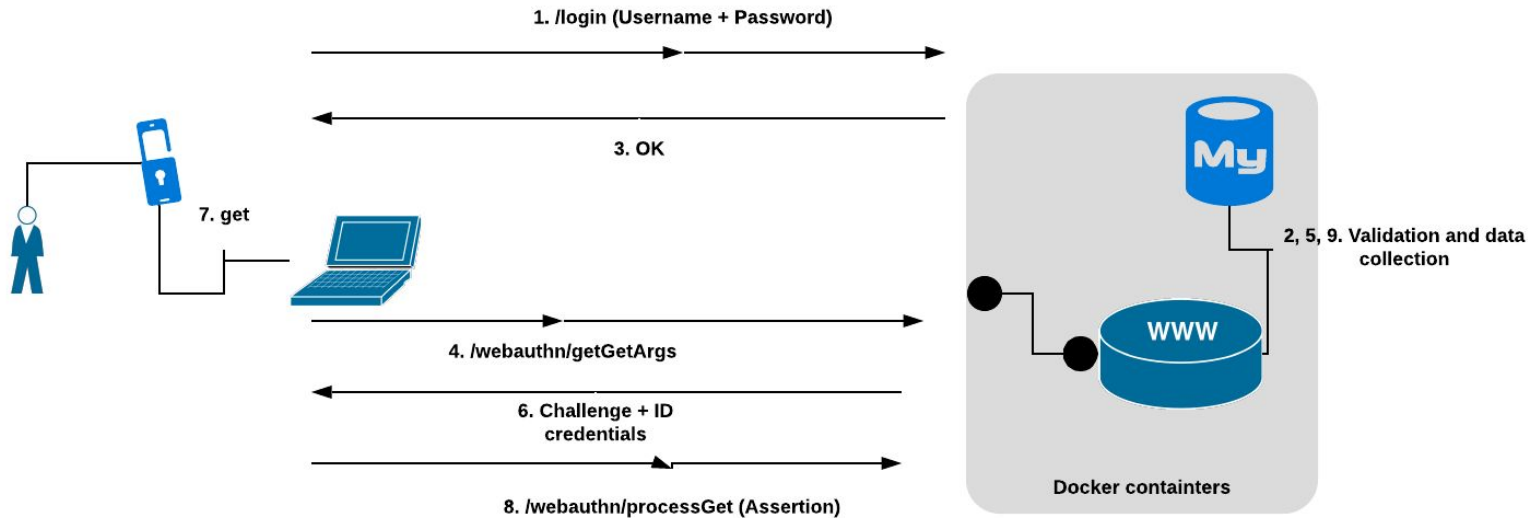 1. /login (Username + Password)
3. OK
My
7. get
2, 5, 9. Validation and data
collection
WWW
4. /webauthn/getGetArgs
6. Challenge + ID
credentials
Docker containters
8. /webauthn/processGet (Assertion)